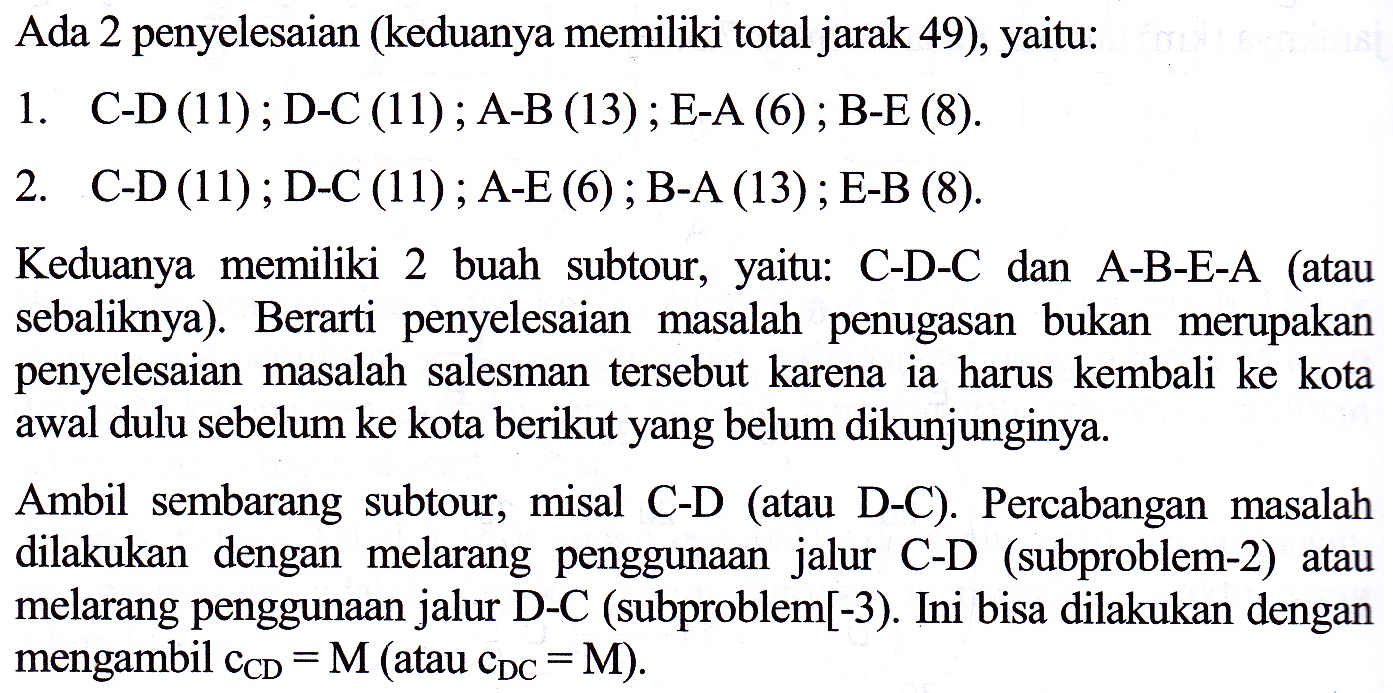 Ada 2 penyelesaian (keduanya memiliki total jarak 49), yaitu:
1. C-D (11) ; D-C (11) ; A-B (13) ; E-A (6) ; B-E (8).
2. C-D (11) ; D-C (11) ; A-E (6) ; B-A (13) ; E-B (8).
Keduanya memiliki 2 buah subtour, yaitu: C-D-C dan A-B-E-A (atau
sebaliknya). Berarti penyelesaian masalah penugasan bukan merupakan
penyelesaian masalah salesman tersebut karena ia harus kembali ke kota
awal dulu sebelum ke kota berikut yang belum dikunjunginya.
Ambil sembarang subtour, misal C-D (atau D-C). Percabangan masalah
dilakukan dengan melarang penggunaan jalur C-D (subproblem-2) atau
melarang penggunaan jalur D-C (subproblem[-3). Ini bisa dilakukan dengan
mengambil cCD = M (atau cDC = M).